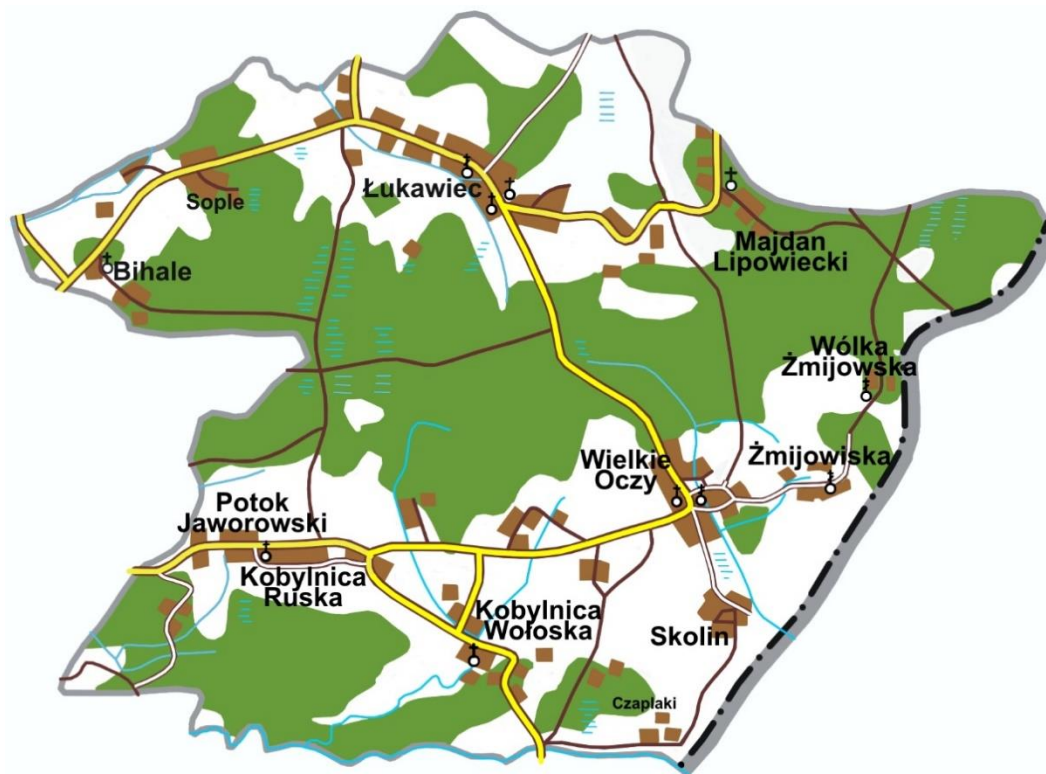 Łukawiec
Sople
Bihale
Majdan
Lipowiecki
Wólka
Żmijowska
Wielkie
Oczy
Żmijowiska
Potok
Jaworowski
Kobylnica
Ruska
Kobylnica
Wołoska
Skolin
Czaplaki